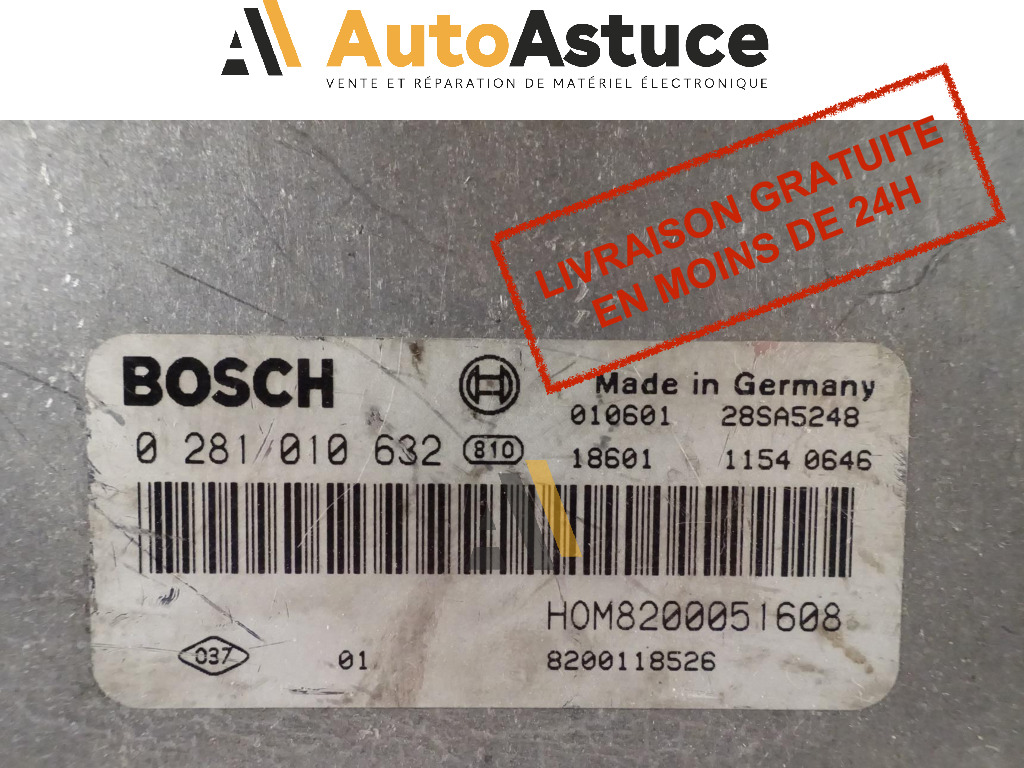 AutoAstuce
VENTE ET RÉPARATION DE MATÉRIEL ÉLECTRONIQUE
LIVRAISON GRATUITE
EN MOINS DE 24H
BOSCH
Made in Germany
010601 28SA5248
0 281 010 632 810
18601 1154 0646
HOM8200051608
037 01 8200118526